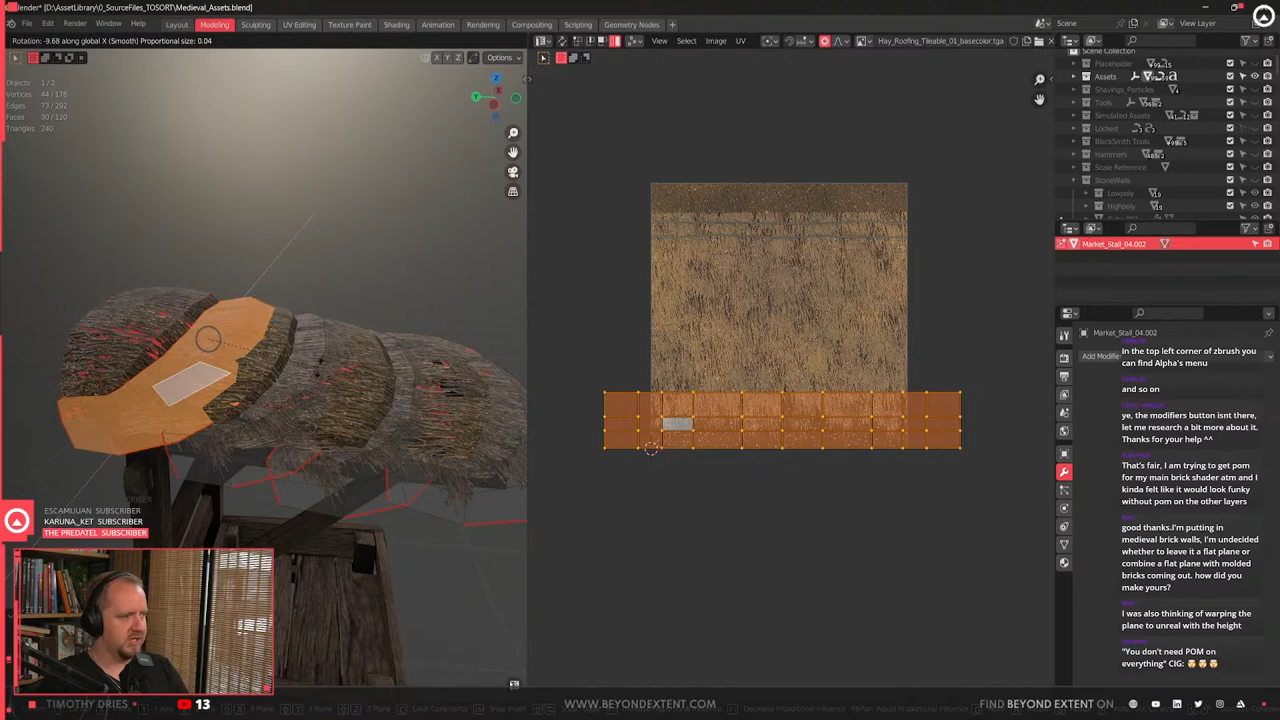 Blender* [D:\AssetLibrary\0_SourceFiles_TOSORT\Medieval_Assets.blend]
File Edit Render Window Help
Layout Modeling Sculpting UV Editing Texture Paint Shading Animation Rendering Compositing Scripting Geometry Nodes +
Scene
View Layer
Rotation: -9.68 along global X (Smooth) Proportional size: 0.04
View Select Image UV
Hay_Roofing_Tileable_01_basecolor.tga
X Y Z Options
Objects 1/2
Vertices 44/176
Edges 73/292
Faces 30/120
Triangles 240
Z
Y
X
Scene Collection
Placeholder
Assets
Shavings_Particles
Tools
Simulated Assets
Locked
BlackSmith Tools
Hammers
Scale Reference
StoneWalls
Lowpoly
Highpoly
Market_Stall_04.002
Market_Stall_04.002
Add Modifie
In the top left corner of zbrush you can find Alpha's menu
and so on
ye, the modifiers button isnt there, let me research a bit more about it. Thanks for your help ^^
That's fair, I am trying to get pom for my main brick shader atm and I kinda felt like it would look funky without pom on the other layers
good thanks.I'm putting in medieval brick walls, I'm undecided whether to leave it a flat plane or combine a flat plane with molded bricks coming out. how did you make yours?
I was also thinking of warping the plane to unreal with the height
"You don't need POM on everything" CIG:
ESCAMIJUAN SUBSCRIBER
KARUNA_KET SUBSCRIBER
THE PREDATEL SUBSCRIBER
TIMOTHY DRIES
13
WWW.BEYONDEXTENT.COM
FIND BEYOND EXTENT ON